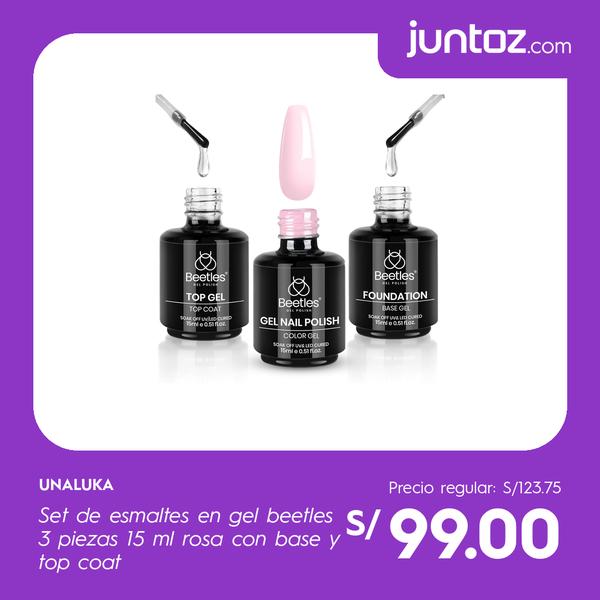 juntoz.com
Beetles®
GEL POLISH
TOP GEL
TOP COAT
SOAK OFF UV/LED CURED
15ml e 0.51 fl.oz.
Beetles®
GEL POLISH
GEL NAIL POLISH
COLOR GEL
SOAK OFF UV/LED CURED
15ml e 0.51 fl.oz.
Beetles®
GEL POLISH
FOUNDATION
BASE GEL
SOAK OFF UV/LED CURED
15ml e 0.51 fl.oz.
UNALUKA
Set de esmaltes en gel beetles
3 piezas 15 ml rosa con base y
top coat
Precio regular: S/123.75
S/99.00